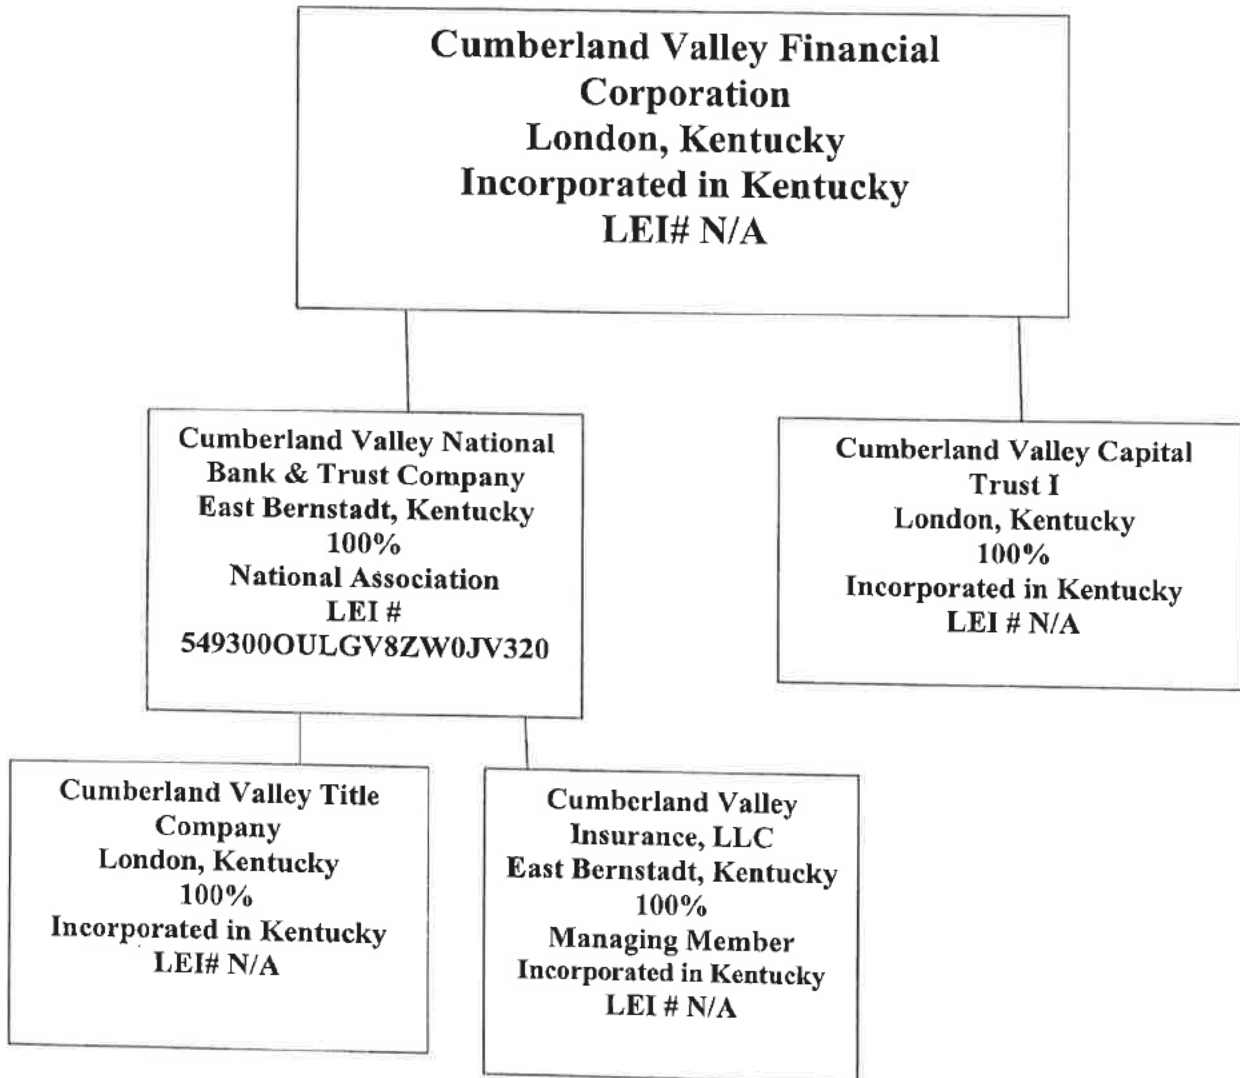 Cumberland Valley Financial
Corporation
London, Kentucky
Incorporated in Kentucky
LEI# N/A
Cumberland Valley National
Bank & Trust Company
East Bernstadt, Kentucky
100%
National Association
LEI #
549300OULGV8ZW0JV320
Cumberland Valley Capital
Trust I
London, Kentucky
100%
Incorporated in Kentucky
LEI # N/A
Cumberland Valley Title
Company
London, Kentucky
100%
Incorporated in Kentucky
LEI# N/A
Cumberland Valley
Insurance, LLC
East Bernstadt, Kentucky
100%
Managing Member
Incorporated in Kentucky
LEI # N/A